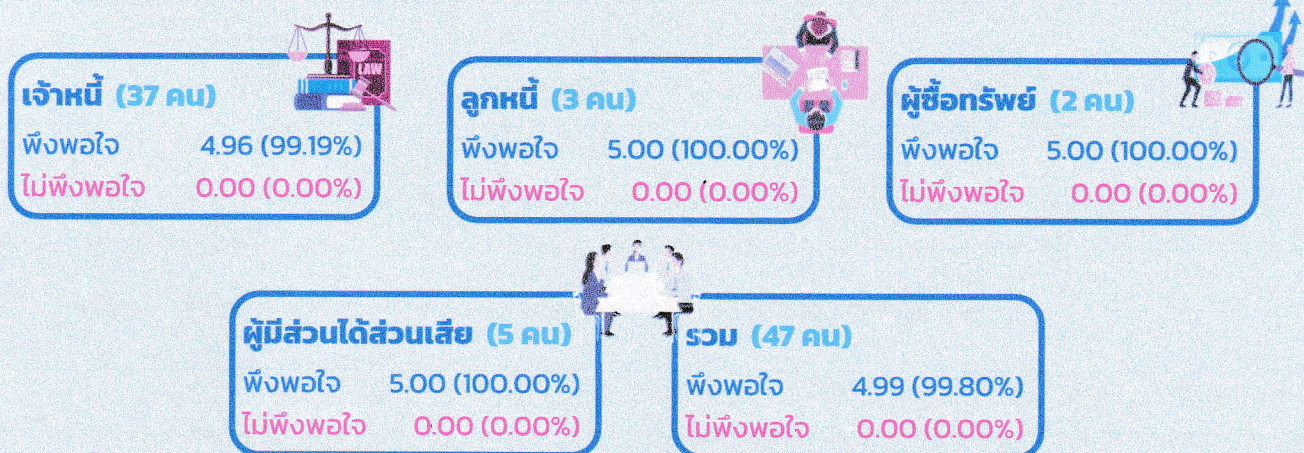 LAW
เจ้าหนี้ (37 คน)
พึงพอใจ 4.96 (99.19%)
ไม่พึงพอใจ 0.00 (0.00%)
ลูกหนี้ (3 คน)
พึงพอใจ 5.00 (100.00%)
ไม่พึงพอใจ 0.00 (0.00%)
ผู้ซื้อทรัพย์ (2 คน)
พึงพอใจ 5.00 (100.00%)
ไม่พึงพอใจ 0.00 (0.00%)
ผู้มีส่วนได้ส่วนเสีย (5 คน)
พึงพอใจ 5.00 (100.00%)
ไม่พึงพอใจ 0.00 (0.00%)
รวม (47 คน)
พึงพอใจ 4.99 (99.80%)
ไม่พึงพอใจ 0.00 (0.00%)